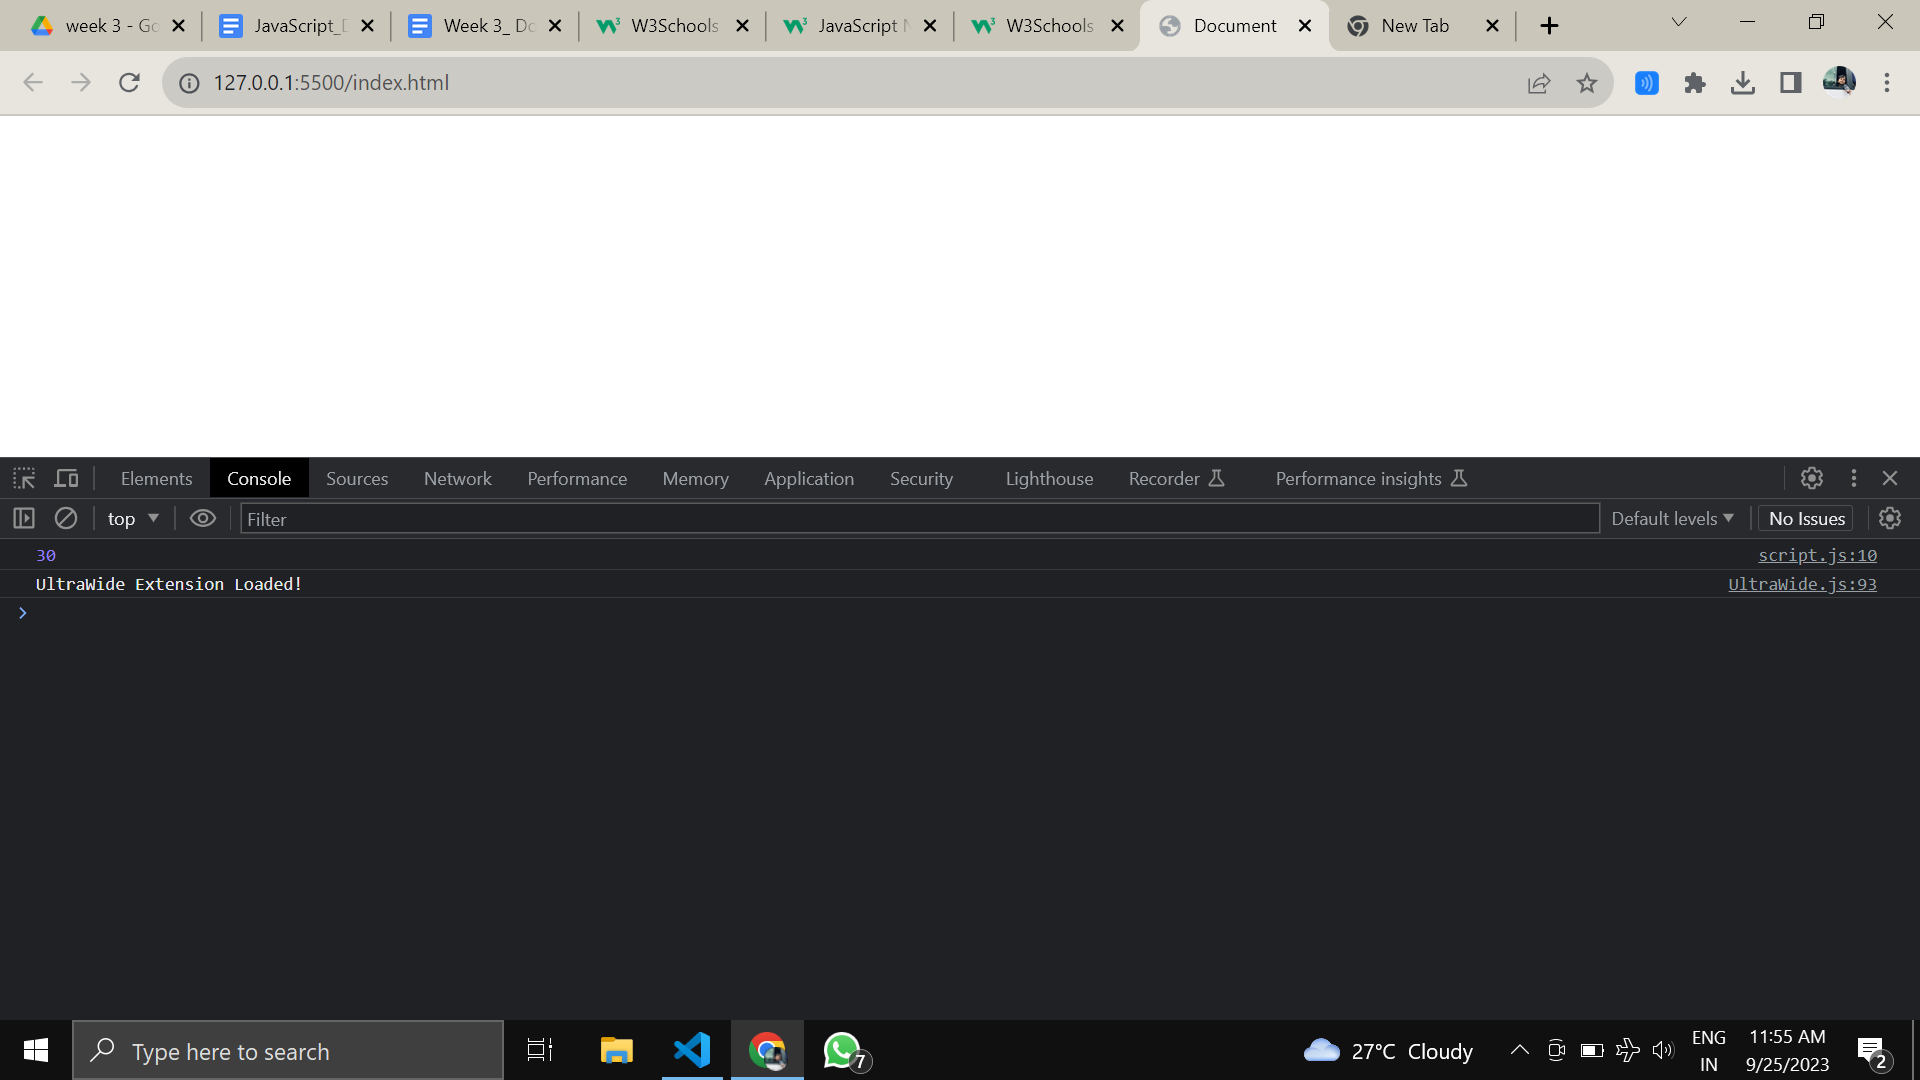 week 3 - Go
JavaScript_D
Week 3_ Do
W3Schools
JavaScript N
W3Schools
Document
New Tab
127.0.0.1:5500/index.html
Elements
Console
Sources
Network
Performance
Memory
Application
Security
Lighthouse
Recorder
Performance insights
top
Filter
Default levels
No Issues
30
script.js:10
UltraWide Extension Loaded!
UltraWide.js:93
Type here to search
7
27°C Cloudy
ENG
IN
11:55 AM
9/25/2023
2